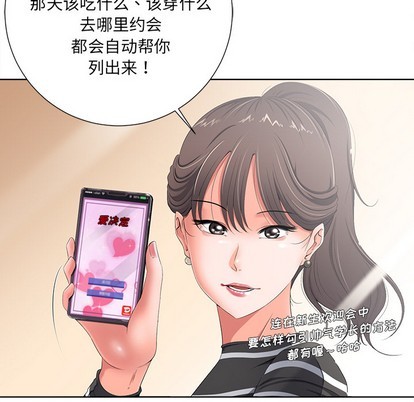 那天该吃什么、该穿什么
去哪里约会
都会自动帮你
列出来！
爱决定
连在新生欢迎会中
要怎样勾引帅气学长的方法
都有喔~哈哈